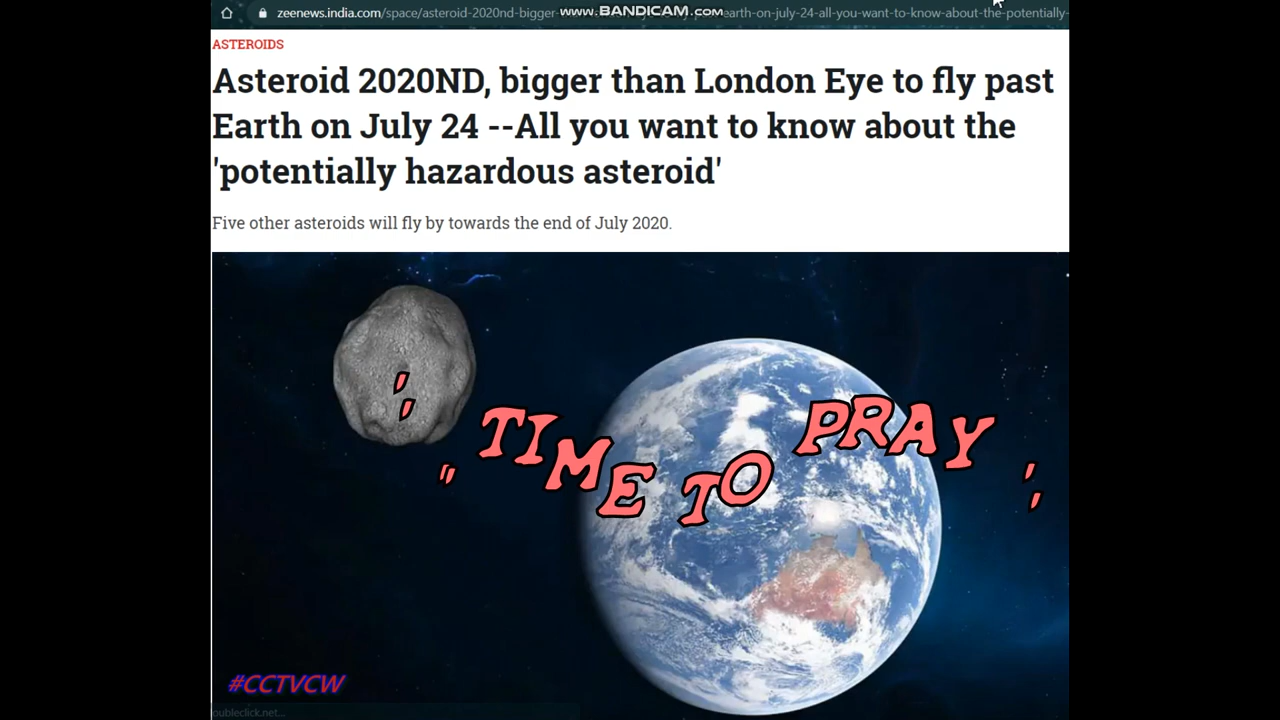 zeenews.india.com/space/asteroid-2020nd-bigger- earth-on-july-24-all-you-want-to-know-about-the-potentially-
WWW.BANDICAM.COM
ASTEROIDS
Asteroid 2020ND, bigger than London Eye to fly past
Earth on July 24 --All you want to know about the
'potentially hazardous asteroid'
Five other asteroids will fly by towards the end of July 2020.
" TIME TO PRAY
#CCTVCW
oubleclick.net...